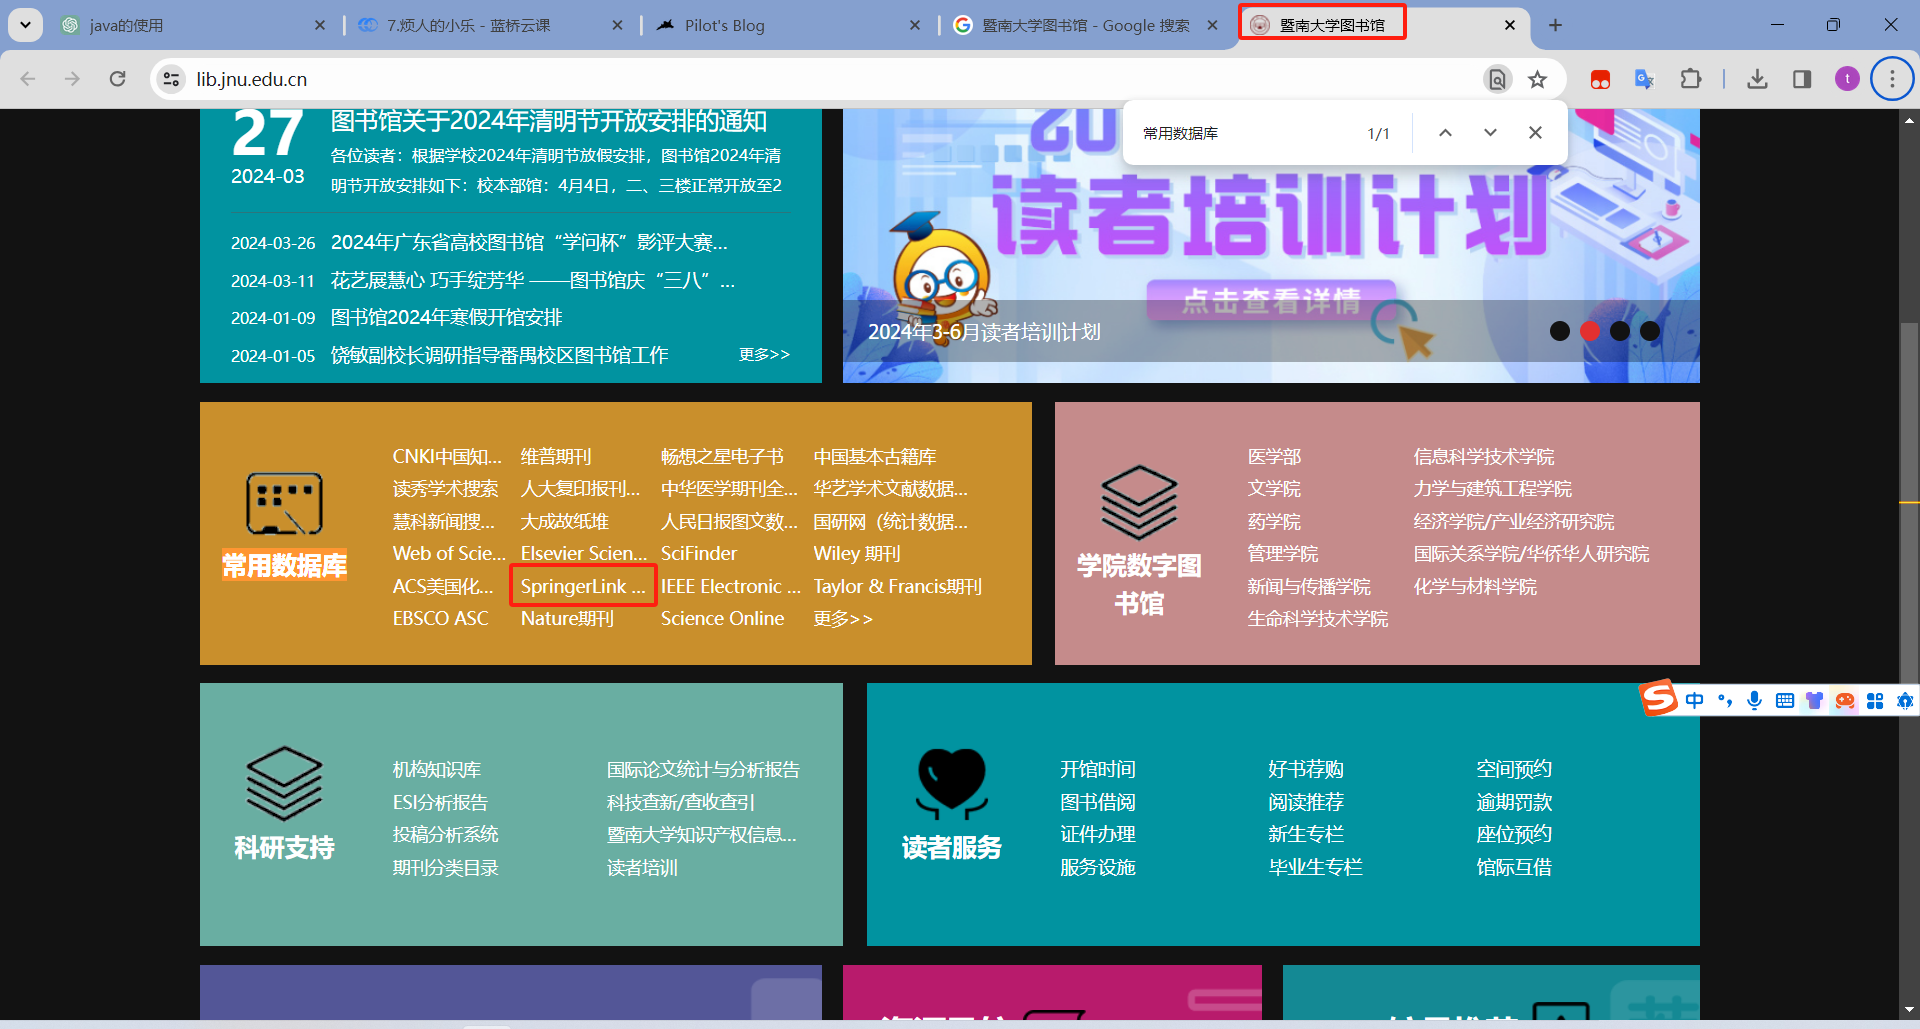 java的使用
7.烦人的小乐 - 蓝桥云课
Pilot's Blog
暨南大学图书馆 - Google 搜索
暨南大学图书馆
lib.jnu.edu.cn
t
常用数据库
1/1
27
2024-03
图书馆关于2024年清明节开放安排的通知
各位读者：根据学校2024年清明节放假安排，图书馆2024年清
明节开放安排如下：校本部馆：4月4日，二、三楼正常开放至2
2024-03-26 2024年广东省高校图书馆“学问杯”影评大赛...
2024-03-11 花艺展慧心 巧手绽芳华 ——图书馆庆“三八”...
2024-01-09 图书馆2024年寒假开馆安排
2024-01-05 饶敏副校长调研指导番禺校区图书馆工作
更多>>
读者培训计划
点击查看详情
2024年3-6月读者培训计划
常用数据库
CNKI中国知... 维普期刊 畅想之星电子书 中国基本古籍库
读秀学术搜索 人大复印报刊... 中华医学期刊全... 华艺学术文献数据...
慧科新闻搜... 大成故纸堆 人民日报图文数... 国研网（统计数据...
Web of Scie... Elsevier Scien... SciFinder Wiley 期刊
ACS美国化... SpringerLink ... IEEE Electronic ... Taylor & Francis期刊
EBSCO ASC Nature期刊 Science Online 更多>>
学院数字图
书馆
医学部 信息科学技术学院
文学院 力学与建筑工程学院
药学院 经济学院/产业经济研究院
管理学院 国际关系学院/华侨华人研究院
新闻与传播学院 化学与材料学院
生命科学技术学院
S 中
科研支持
机构知识库 国际论文统计与分析报告
ESI分析报告 科技查新/查收查引
投稿分析系统 暨南大学知识产权信息...
期刊分类目录 读者培训
读者服务
开馆时间 好书荐购 空间预约
图书借阅 阅读推荐 逾期罚款
证件办理 新生专栏 座位预约
服务设施 毕业生专栏 馆际互借